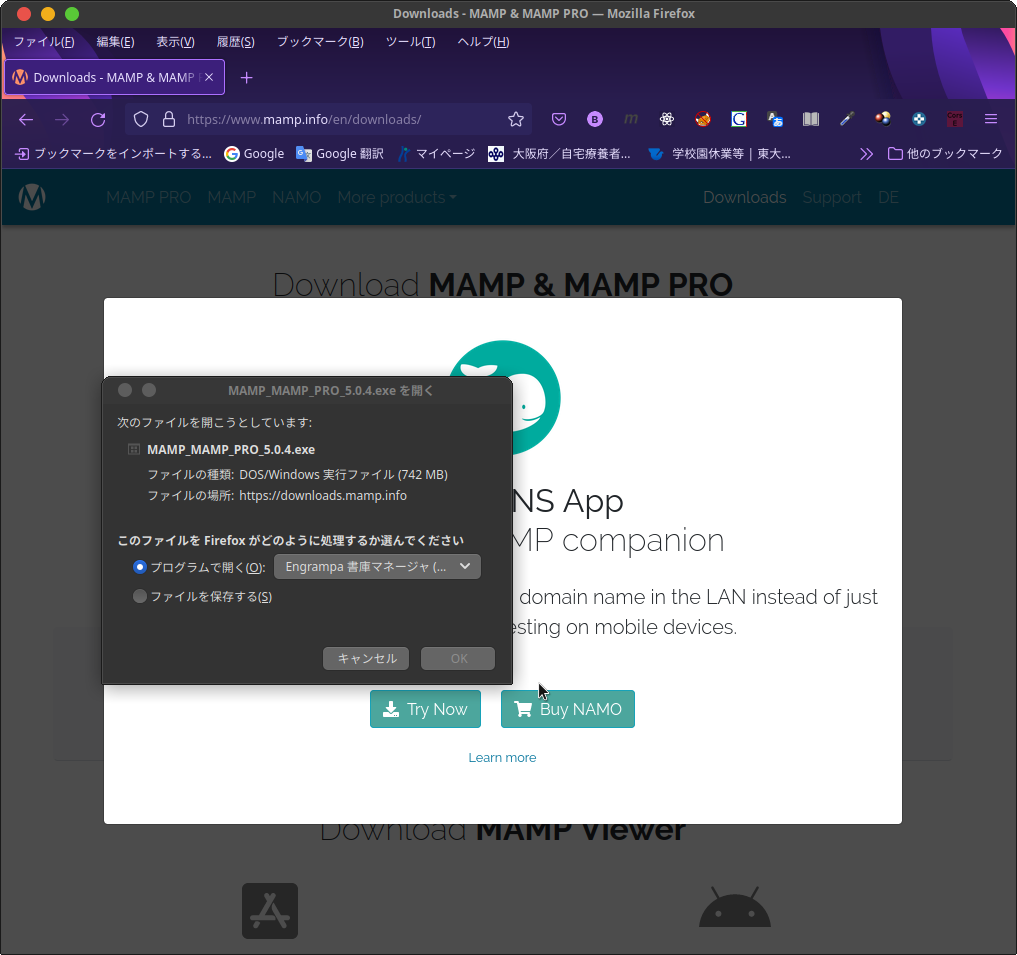 Downloads - MAMP & MAMP PRO — Mozilla Firefox
ファイル(F) 編集(E) 表示(V) 履歴(S) ブックマーク(B) ツール(T) ヘルプ(H)
Downloads - MAMP & MAMP
https://www.mamp.info/en/downloads/
ブックマークをインポートする... Google Google 翻訳 マイページ 大阪府／自宅療養者... 学校園休業等 | 東大... 他のブックマーク
MAMP PRO MAMP NAMO More products Downloads Support DE
Download MAMP & MAMP PRO
MAMP_MAMP_PRO_5.0.4.exe を開く
次のファイルを開こうとしています:
MAMP_MAMP_PRO_5.0.4.exe
ファイルの種類: DOS/Windows 実行ファイル (742 MB)
ファイルの場所: https://downloads.mamp.info
このファイルを Firefox がどのように処理するか選んでください
プログラムで開く(O): Engrampa 書庫マネージャ (...
ファイルを保存する(S)
キャンセル OK
NS App
MP companion
domain name in the LAN instead of just
esting on mobile devices.
Try Now Buy NAMO
Learn more
Download MAMP Viewer